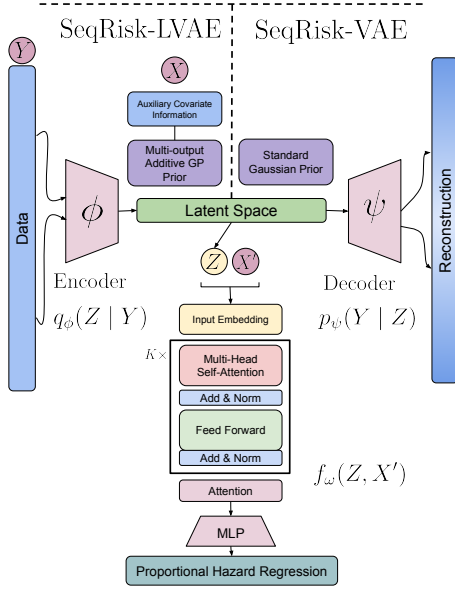 SeqRisk-LVAE
SeqRisk-VAE
Y
X
Auxiliary Covariate
Information
Multi-output
Additive GP
Prior
Standard
Gaussian Prior
Data
ϕ
Latent Space
ψ
Reconstruction
Z
X′
Encoder
Decoder
q_ϕ(Z | Y)
p_ψ(Y | Z)
Input Embedding
K×
Multi-Head
Self-Attention
Add & Norm
Feed Forward
Add & Norm
f_ω(Z, X′)
Attention
MLP
Proportional Hazard Regression